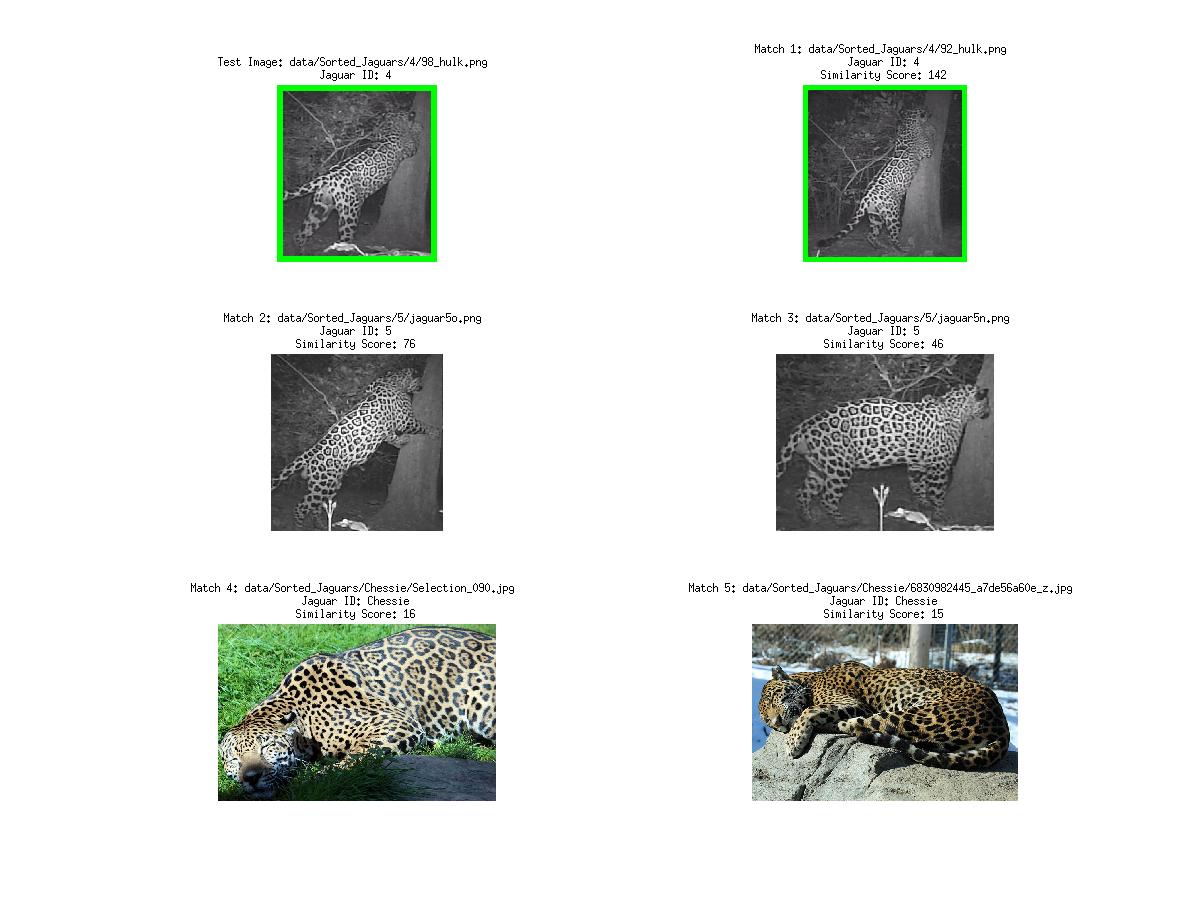 Test Image: data/Sorted_Jaguars/4/98_hulk.png
Jaguar ID: 4
Match 1: data/Sorted_Jaguars/4/92_hulk.png
Jaguar ID: 4
Similarity Score: 142
Match 2: data/Sorted_Jaguars/5/jaguar5o.png
Jaguar ID: 5
Similarity Score: 76
Match 3: data/Sorted_Jaguars/5/jaguar5n.png
Jaguar ID: 5
Similarity Score: 46
Match 4: data/Sorted_Jaguars/Chessie/Selection_090.jpg
Jaguar ID: Chessie
Similarity Score: 16
Match 5: data/Sorted_Jaguars/Chessie/6830982445_a7de56a60e_z.jpg
Jaguar ID: Chessie
Similarity Score: 15